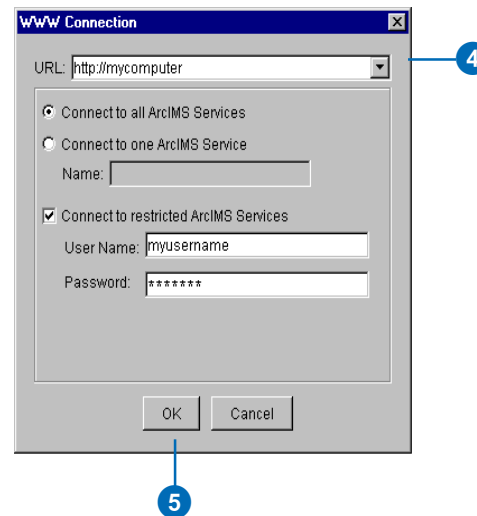 WWW Connection
URL: http://mycomputer
4
Connect to all ArcIMS Services
Connect to one ArcIMS Service
Name:
Connect to restricted ArcIMS Services
User Name: myusername
Password: *******
OK Cancel
5